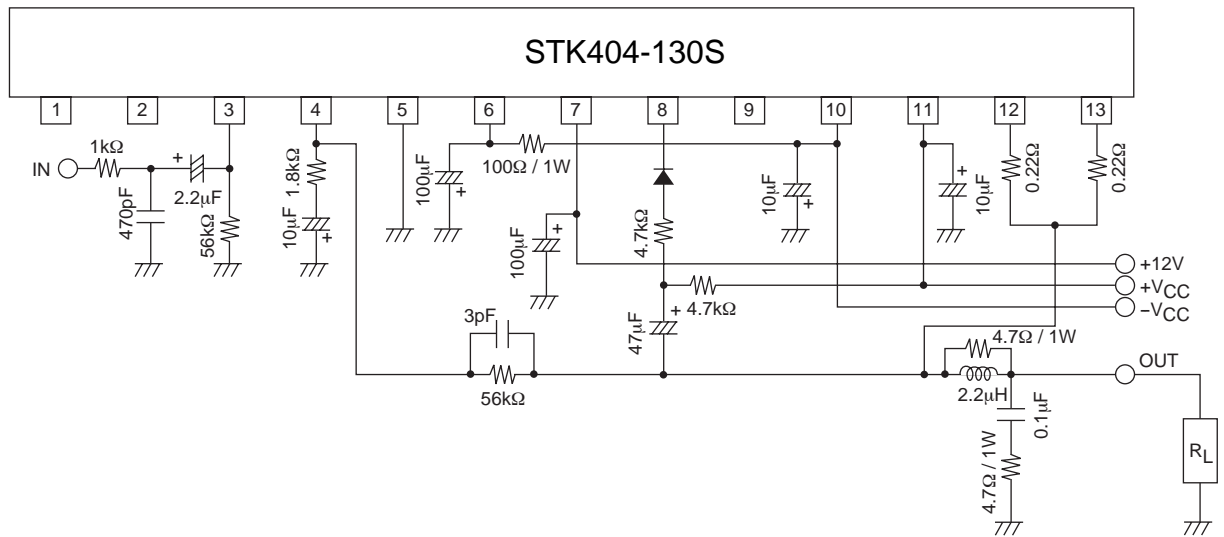 STK404-130S
1 2 3 4 5 6 7 8 9 10 11 12 13
IN
1kΩ
470pF
+
2.2μF
56kΩ
1.8kΩ
10μF
+
100μF
+
100Ω / 1W
100μF
+
4.7kΩ
4.7kΩ
+
47μF
10μF
+
+
10μF
0.22Ω
0.22Ω
+12V
+VCC
−VCC
3pF
56kΩ
4.7Ω / 1W
2.2μH
OUT
0.1μF
4.7Ω / 1W
RL